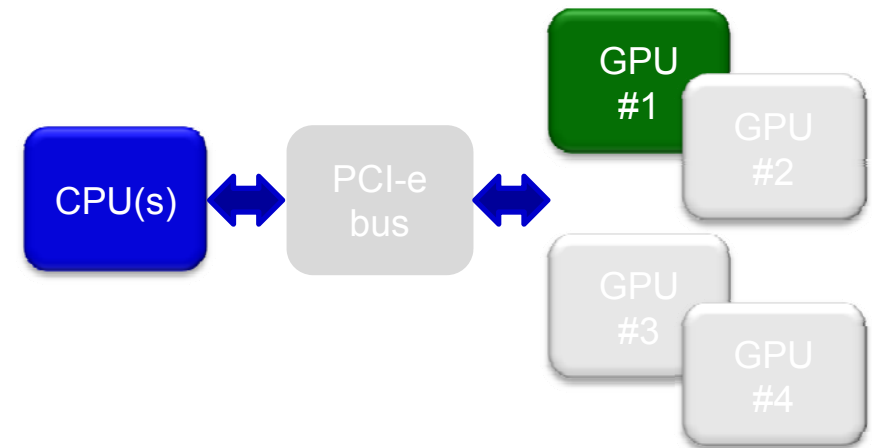 CPU(s)
PCI-e
bus
GPU
#1
GPU
#2
GPU
#3
GPU
#4